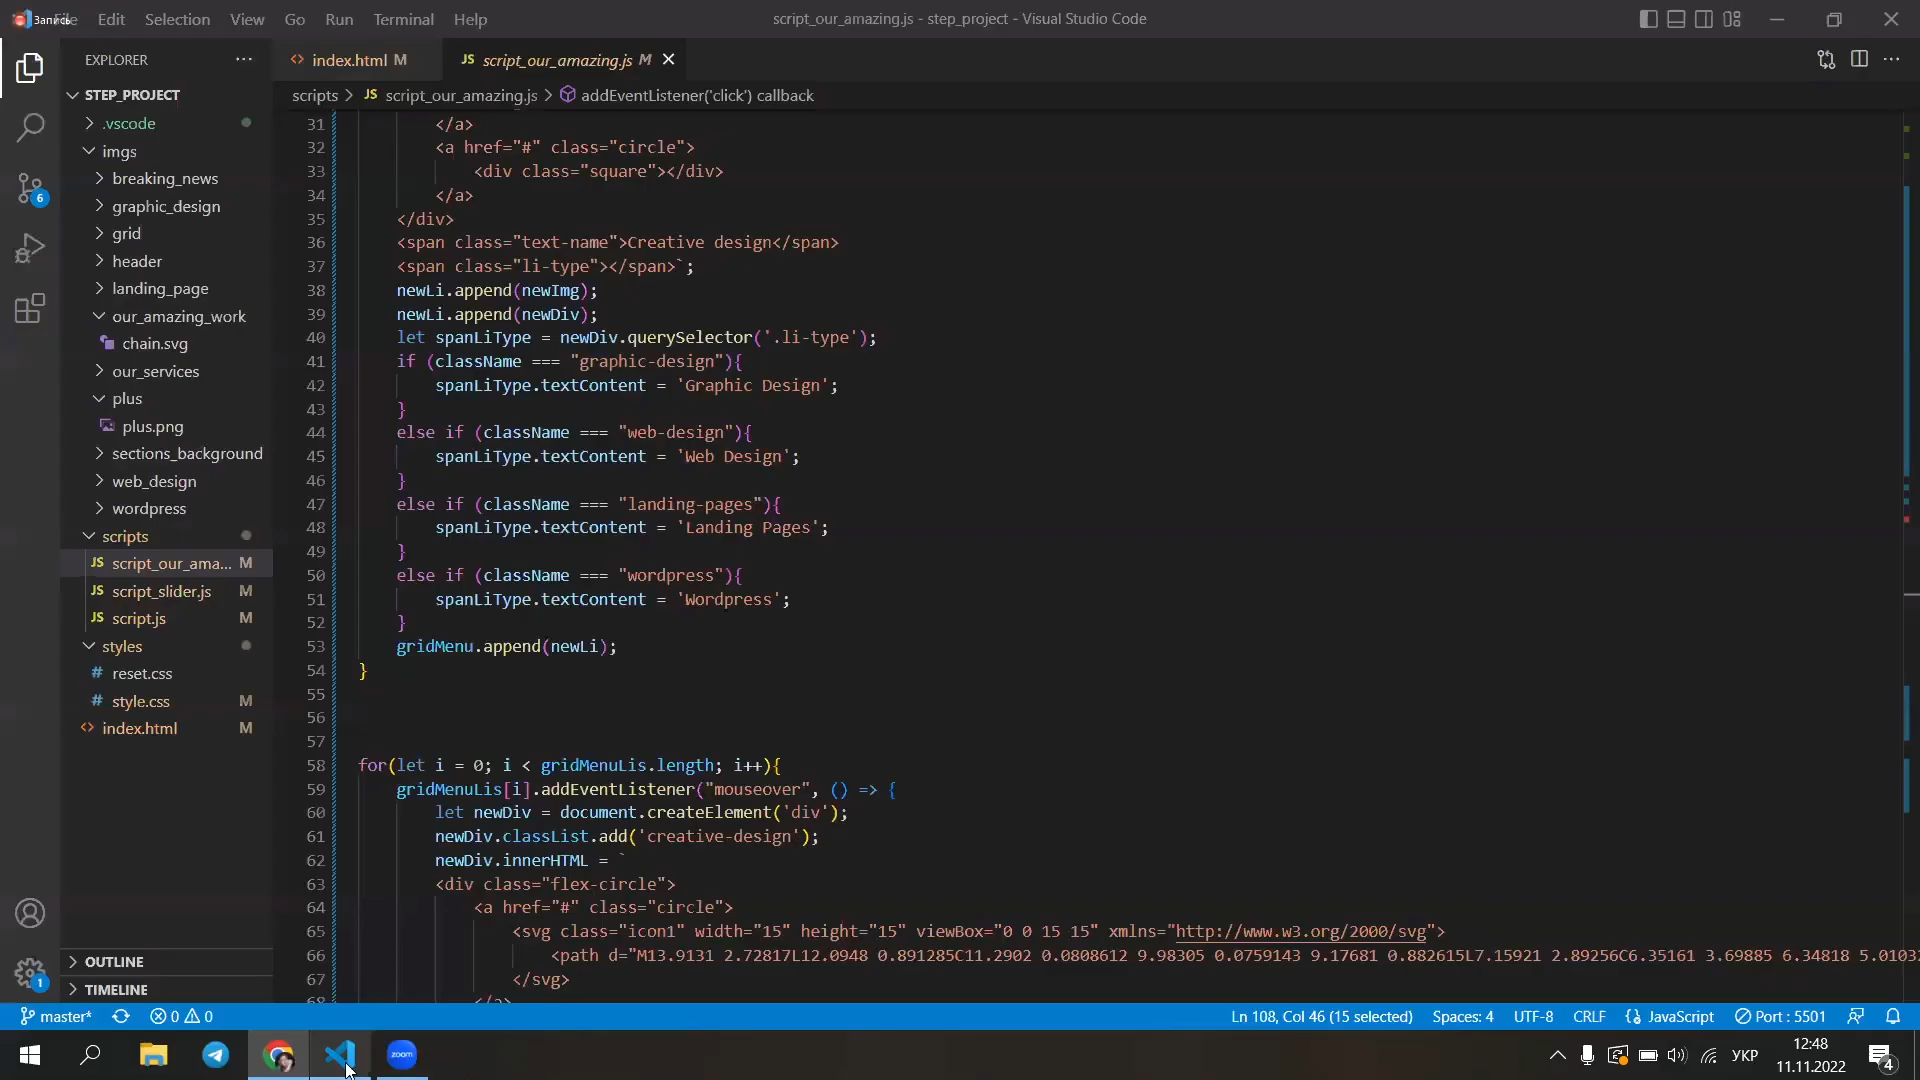 Запись
File Edit Selection View Go Run Terminal Help
script_our_amazing.js - step_project - Visual Studio Code
EXPLORER
index.html M
script_our_amazing.js M
STEP_PROJECT
scripts > JS script_our_amazing.js > addEventListener('click') callback
.vscode
imgs
breaking_news
graphic_design
grid
header
landing_page
our_amazing_work
chain.svg
our_services
plus
plus.png
sections_background
web_design
wordpress
scripts
JS script_our_ama... M
JS script_slider.js M
JS script.js M
styles
# reset.css
# style.css M
index.html M
OUTLINE
TIMELINE
31 </a>
32 <a href="#" class="circle">
33 <div class="square"></div>
34 </a>
35 </div>
36 <span class="text-name">Creative design</span>
37 <span class="li-type"></span>`;
38 newLi.append(newImg);
39 newLi.append(newDiv);
40 let spanLiType = newDiv.querySelector('.li-type');
41 if (className === "graphic-design"){
42 spanLiType.textContent = 'Graphic Design';
43 }
44 else if (className === "web-design"){
45 spanLiType.textContent = 'Web Design';
46 }
47 else if (className === "landing-pages"){
48 spanLiType.textContent = 'Landing Pages';
49 }
50 else if (className === "wordpress"){
51 spanLiType.textContent = 'Wordpress';
52 }
53 gridMenu.append(newLi);
54 }
55
56
57
58 for(let i = 0; i < gridMenuLis.length; i++){
59 gridMenuLis[i].addEventListener("mouseover", () => {
60 let newDiv = document.createElement('div');
61 newDiv.classList.add('creative-design');
62 newDiv.innerHTML = `
63 <div class="flex-circle">
64 <a href="#" class="circle">
65 <svg class="icon1" width="15" height="15" viewBox="0 0 15 15" xmlns="http://www.w3.org/2000/svg">
66 <path d="M13.9131 2.72817L12.0948 0.891285C11.2902 0.0808612 9.98305 0.0759143 9.17681 0.882615L7.15921 2.89256C6.35161 3.69885 6.34818 5.0103
67 </svg>
68 </a>
6
1
master* 0 0
Ln 108, Col 46 (15 selected) Spaces: 4 UTF-8 CRLF {} JavaScript Port : 5501
zoom
УКР
12:48
11.11.2022
4